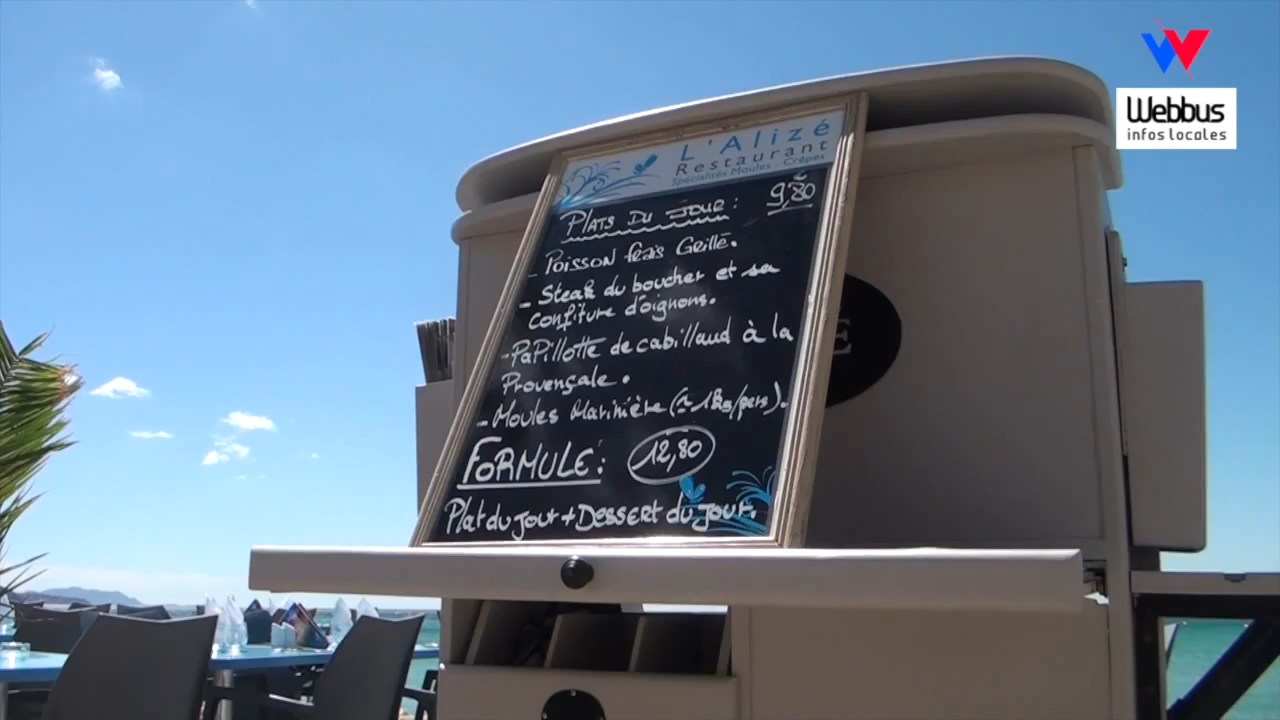 Webbus
infos locales
L'Alizé
Restaurant
Spécialités Moules - Crêpes
PLATS DU JOUR : 9,80
- Poisson frais Grillé.
- Steak du boucher et sa
confiture d'oignons.
- PaPillotte de cabillaud à la
Provençale.
- Moules Marinière (≈ 1kg/pers).
FORMULE : 12,80
Plat du jour + Dessert du jour.
E